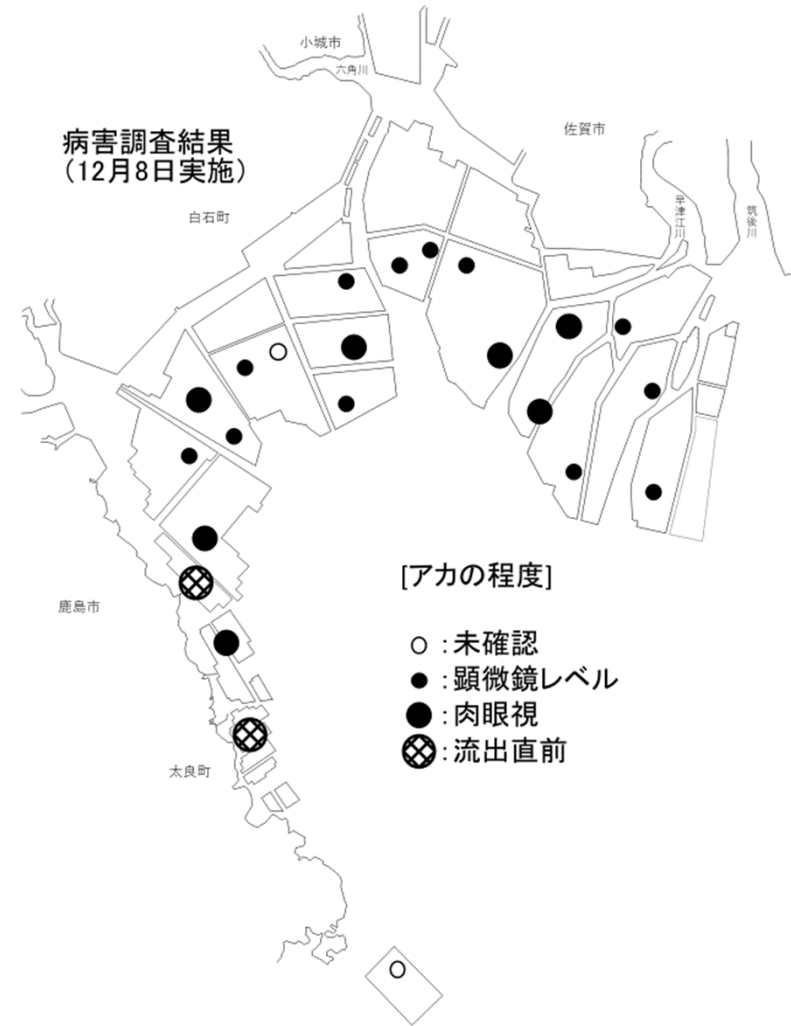 小城市
六角川
佐賀市
病害調査結果
（12月8日実施）
白石町
早津江川
筑後川
[アカの程度]
鹿島市
：未確認
：顕微鏡レベル
：肉眼視
：流出直前
太良町